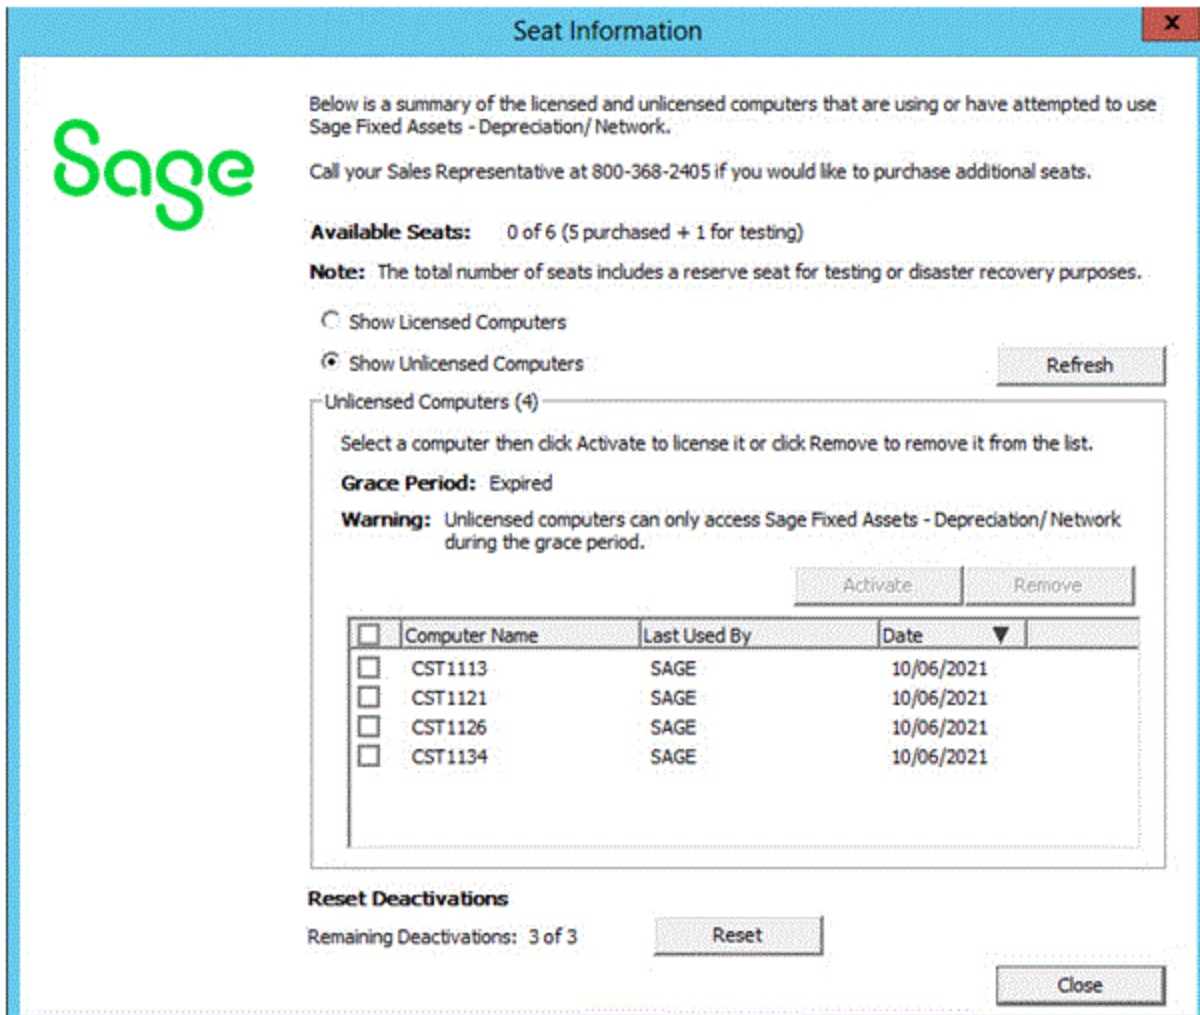 Seat Information
X
Sage
Below is a summary of the licensed and unlicensed computers that are using or have attempted to use
Sage Fixed Assets - Depreciation/ Network.
Call your Sales Representative at 800-368-2405 if you would like to purchase additional seats.
Available Seats: 0 of 6 (5 purchased + 1 for testing)
Note: The total number of seats includes a reserve seat for testing or disaster recovery purposes.
Show Licensed Computers
Show Unlicensed Computers
Refresh
Unlicensed Computers (4)
Select a computer then click Activate to license it or click Remove to remove it from the list.
Grace Period: Expired
Warning: Unlicensed computers can only access Sage Fixed Assets - Depreciation/ Network
during the grace period.
Activate Remove
Computer Name Last Used By Date
CST1113 SAGE 10/06/2021
CST1121 SAGE 10/06/2021
CST1126 SAGE 10/06/2021
CST1134 SAGE 10/06/2021
Reset Deactivations
Remaining Deactivations: 3 of 3 Reset
Close